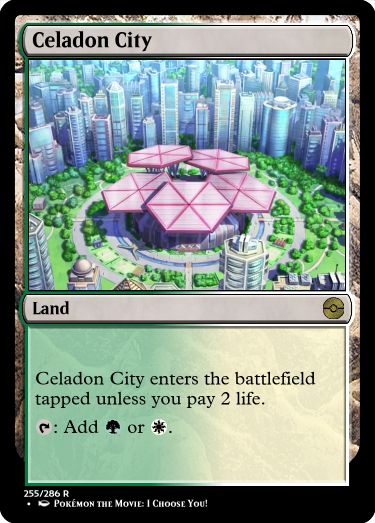 Celadon City
Land
Celadon City enters the battlefield
tapped unless you pay 2 life.
: Add or .
255/286 R
• Pokémon the Movie: I Choose You!